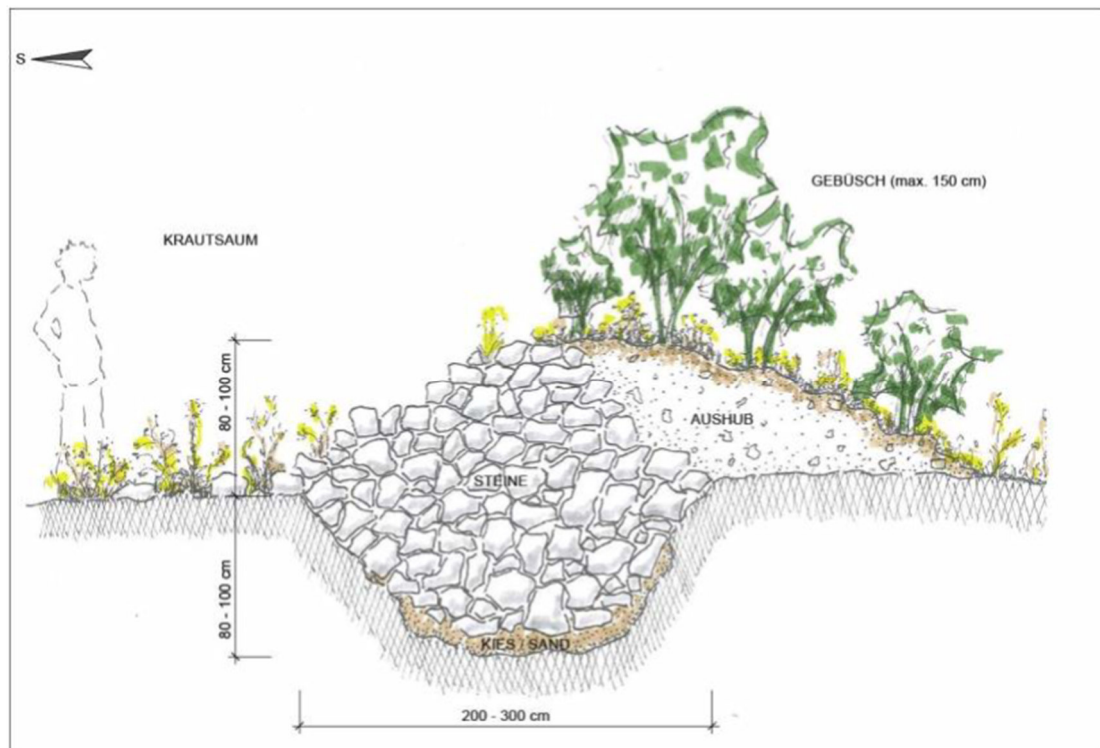 S
GEBÜSCH (max. 150 cm)
KRAUTSAUM
80 - 100 cm
AUSHUB
STEINE
80 - 100 cm
KIES / SAND
200 - 300 cm